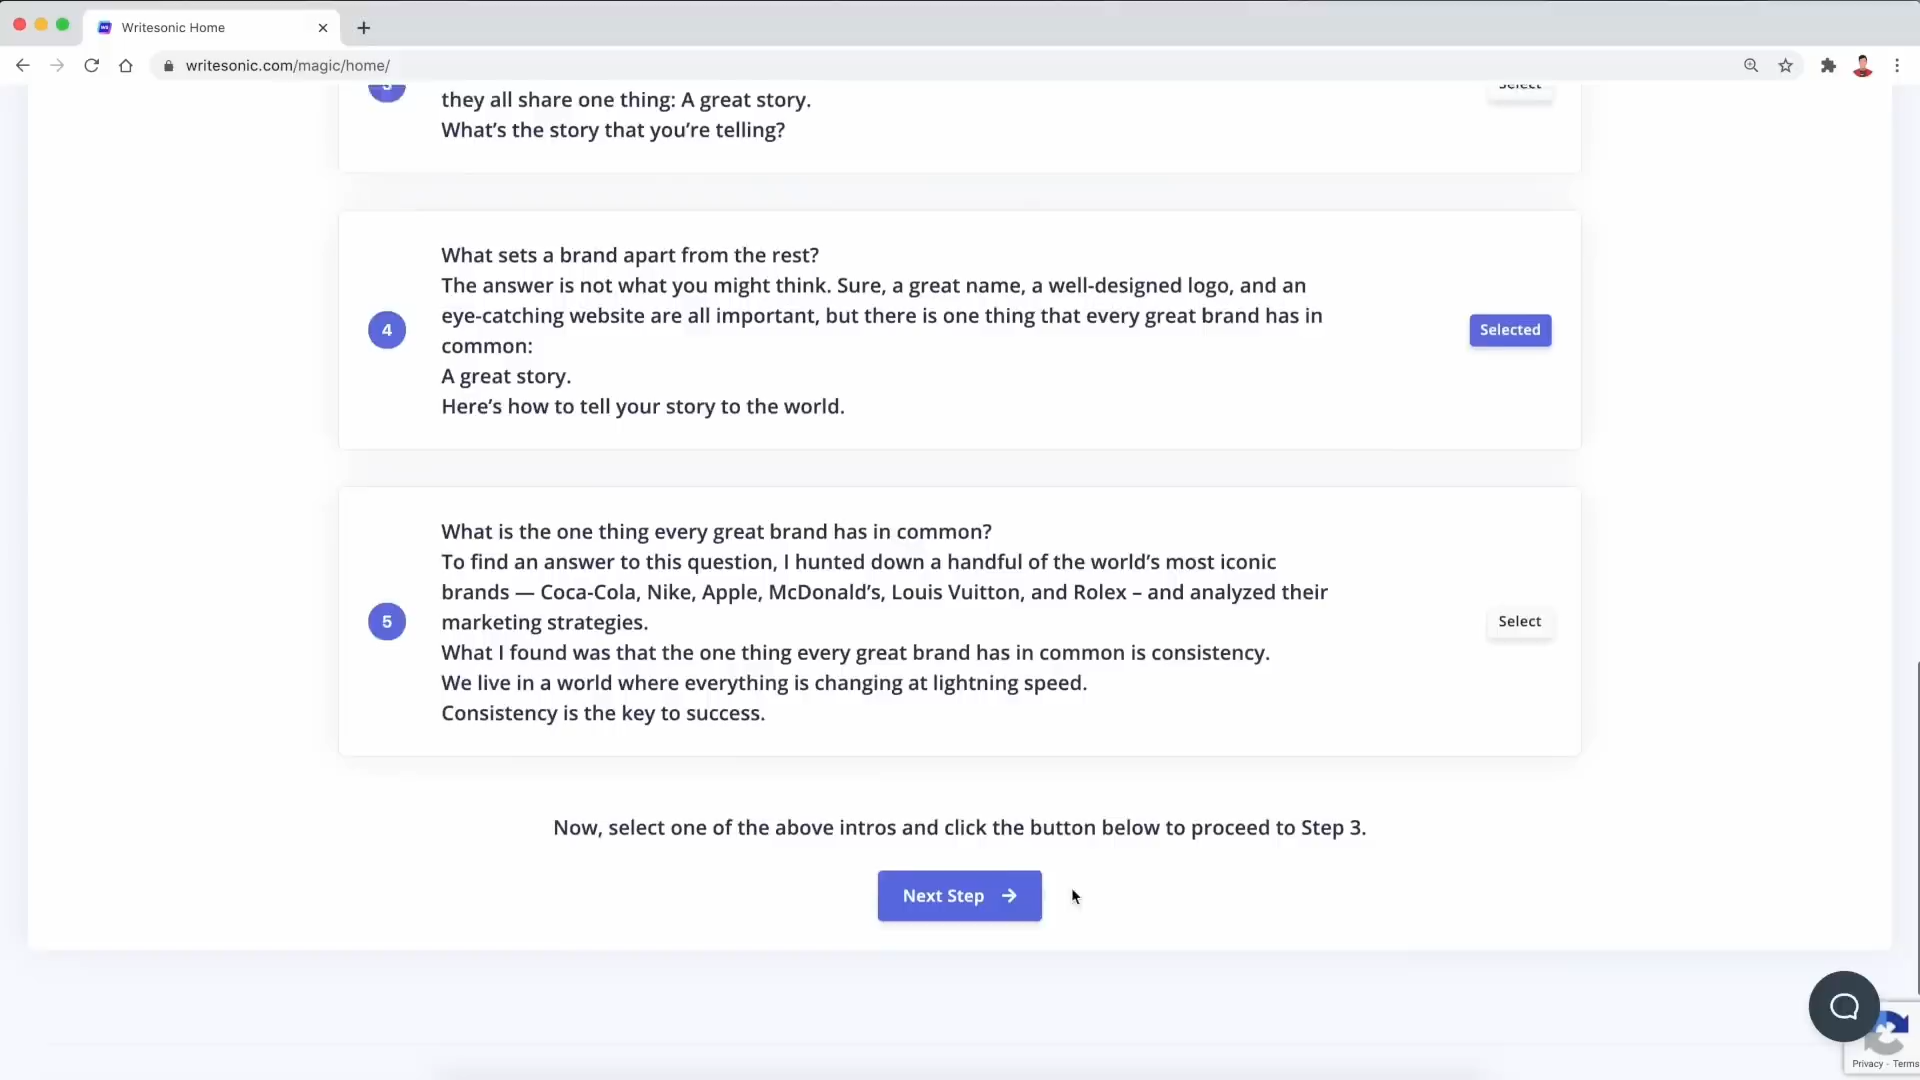 Writesonic Home
writesonic.com/magic/home/
3
they all share one thing: A great story.
What’s the story that you’re telling?
Select
What sets a brand apart from the rest?
The answer is not what you might think. Sure, a great name, a well-designed logo, and an
eye-catching website are all important, but there is one thing that every great brand has in
common:
A great story.
Here’s how to tell your story to the world.
4
Selected
What is the one thing every great brand has in common?
To find an answer to this question, I hunted down a handful of the world’s most iconic
brands — Coca-Cola, Nike, Apple, McDonald’s, Louis Vuitton, and Rolex – and analyzed their
marketing strategies.
What I found was that the one thing every great brand has in common is consistency.
We live in a world where everything is changing at lightning speed.
Consistency is the key to success.
5
Select
Now, select one of the above intros and click the button below to proceed to Step 3.
Next Step
Privacy - Terms